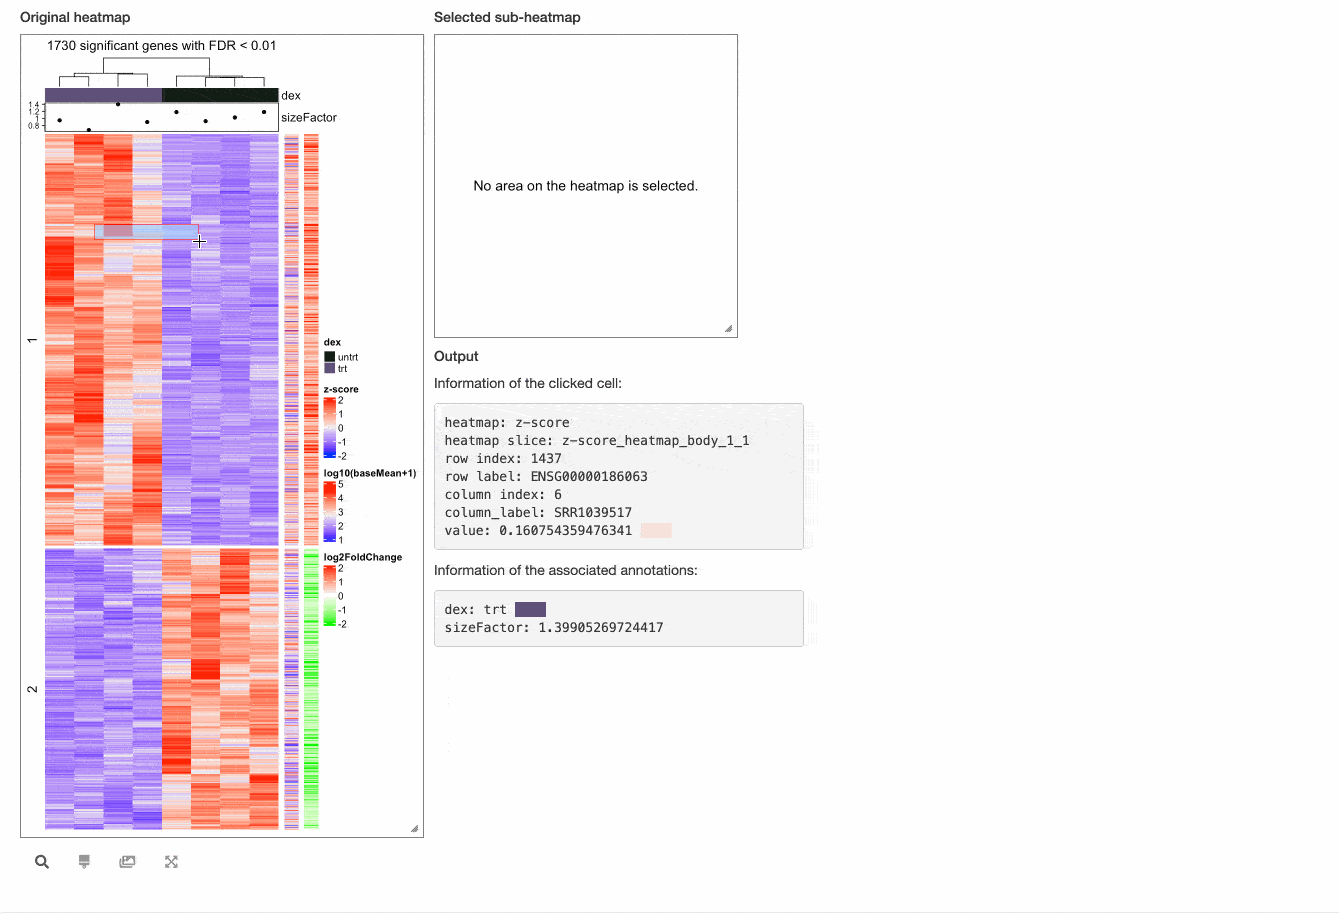 Original heatmap
1730 significant genes with FDR < 0.01
dex
1.4
1.2
1
0.8
sizeFactor
1
2
dex
untrt
trt
z-score
2
1
0
-1
-2
log10(baseMean+1)
5
4
3
2
1
log2FoldChange
2
1
0
-1
-2
Selected sub-heatmap
No area on the heatmap is selected.
Output
Information of the clicked cell:
heatmap: z-score
heatmap slice: z-score_heatmap_body_1_1
row index: 1437
row label: ENSG00000186063
column index: 6
column_label: SRR1039517
value: 0.160754359476341
Information of the associated annotations:
dex: trt
sizeFactor: 1.39905269724417